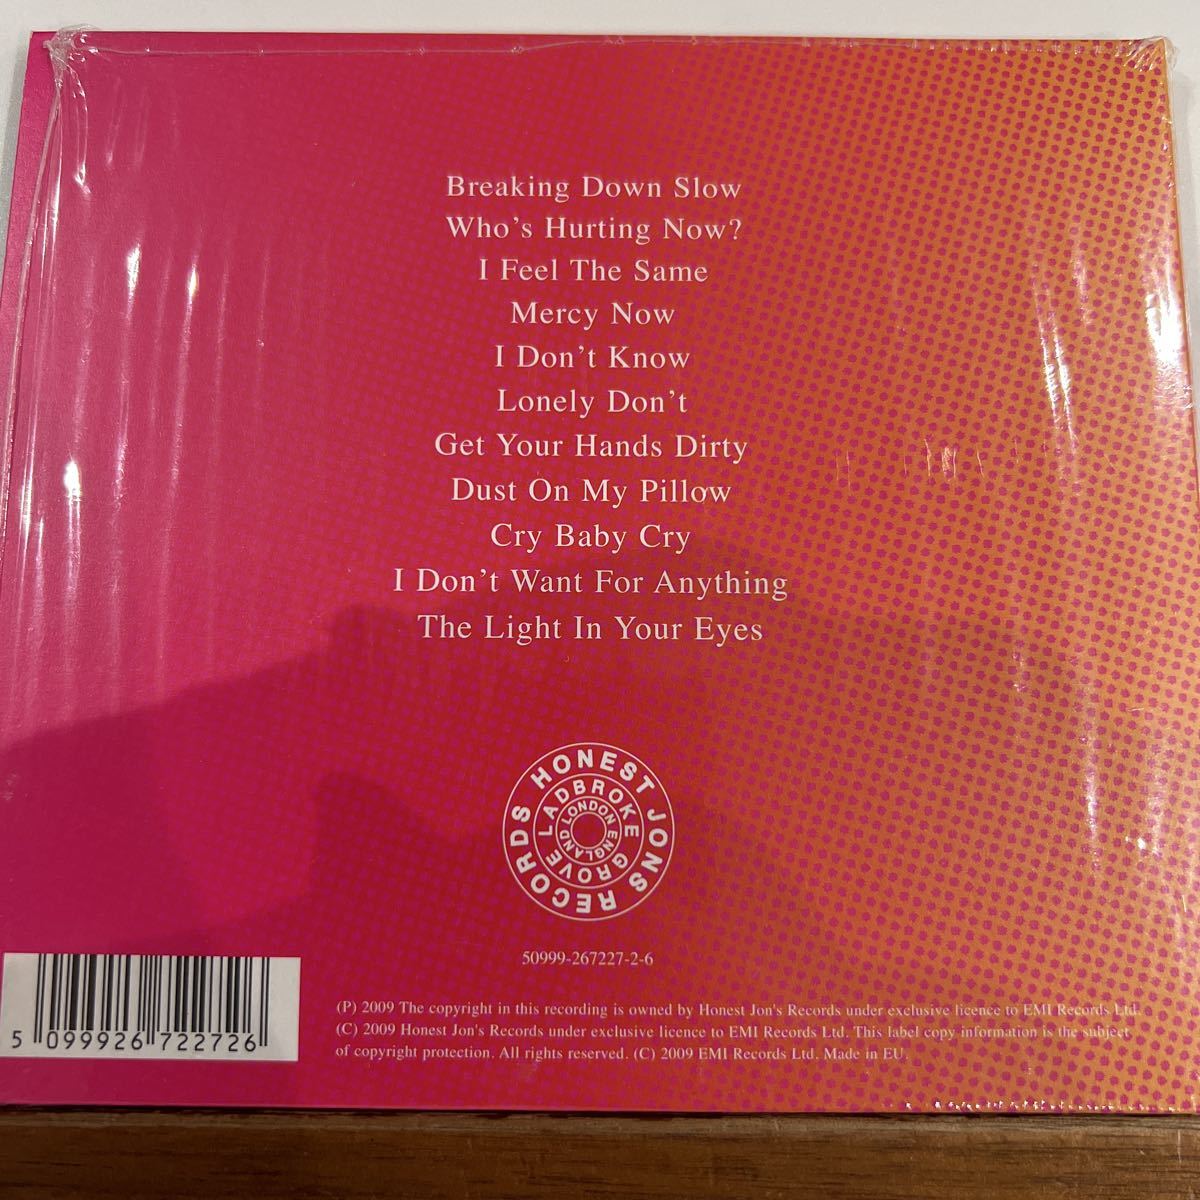 Breaking Down Slow
Who's Hurting Now?
I Feel The Same
Mercy Now
I Don't Know
Lonely Don't
Get Your Hands Dirty
Dust On My Pillow
Cry Baby Cry
I Don't Want For Anything
The Light In Your Eyes
HONEST JONS RECORDS
LADBROKE GROVE
LONDON ENGLAND
50999-267227-2-6
5 099926 722726
(P) 2009 The copyright in this recording is owned by Honest Jon's Records under exclusive licence to EMI Records Ltd.
(C) 2009 Honest Jon's Records under exclusive licence to EMI Records Ltd. This label copy information is the subject
of copyright protection. All rights reserved. (C) 2009 EMI Records Ltd. Made in EU.